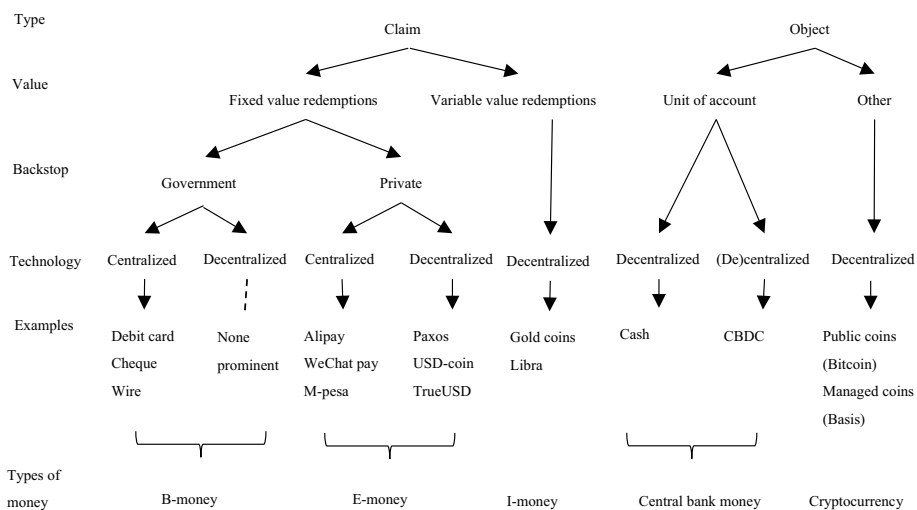 Type
Claim Object
Value
Fixed value redemptions Variable value redemptions Unit of account Other
Backstop
Government Private
Technology Centralized Decentralized Centralized Decentralized Decentralized Decentralized (De)centralized Decentralized
Examples
Debit card None Alipay Paxos Gold coins Cash CBDC Public coins
Cheque prominent WeChat pay USD-coin Libra (Bitcoin)
Wire M-pesa TrueUSD Managed coins
(Basis)
Types of
money B-money E-money I-money Central bank money Cryptocurrency